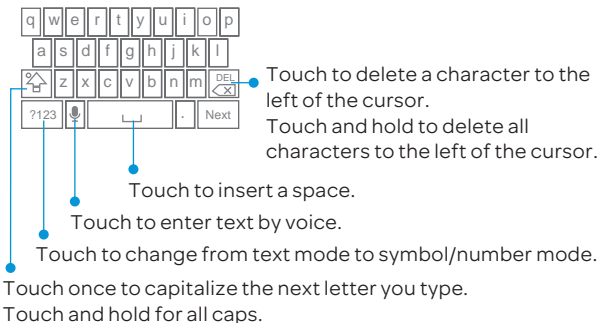 q w e r t y u i o p
a s d f g h j k l
z x c v b n m DEL
?123 . Next
Touch to delete a character to the
left of the cursor.
Touch and hold to delete all
characters to the left of the cursor.
Touch to insert a space.
Touch to enter text by voice.
Touch to change from text mode to symbol/number mode.
Touch once to capitalize the next letter you type.
Touch and hold for all caps.